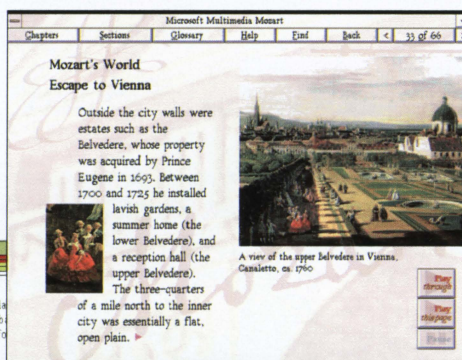 Microsoft Multimedia Mozart
Chapters Sections Glossary Help Find Back < 33 of 66
Mozart's World
Escape to Vienna
Outside the city walls were
estates such as the
Belvedere, whose property
was acquired by Prince
Eugene in 1693. Between
1700 and 1725 he installed
lavish gardens, a
summer home (the
lower Belvedere), and
a reception hall (the
upper Belvedere).
The three-quarters
of a mile north to the inner
city was essentially a flat,
open plain.
A view of the upper Belvedere in Vienna,
Canaletto, ca. 1760
Play
through
Play
this page
Pause